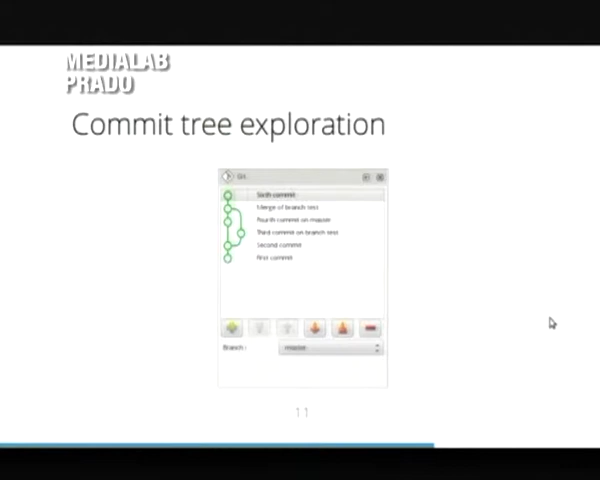 MEDIALAB
PRADO
Commit tree exploration
Git
Sixth commit
Merge of branch test
Fourth commit on master
Third commit on branch test
Second commit
First commit
Branch :
master
11